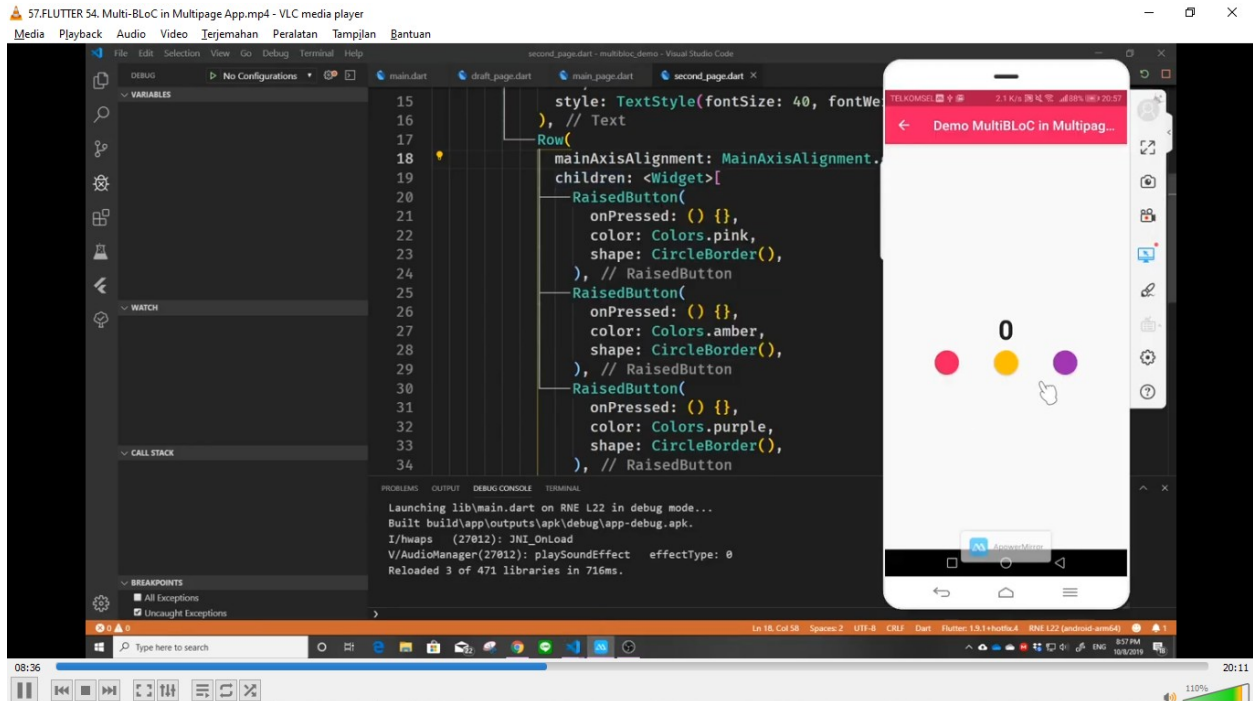 57.FLUTTER 54. Multi-BLoC in Multipage App.mp4 - VLC media player
Media Playback Audio Video Terjemahan Peralatan Tampilan Bantuan
File Edit Selection View Go Debug Terminal Help
second_page.dart - multibloc_demo - Visual Studio Code
DEBUG
No Configurations
main.dart
draft_page.dart
main_page.dart
second_page.dart
VARIABLES
WATCH
CALL STACK
BREAKPOINTS
All Exceptions
Uncaught Exceptions
15 style: TextStyle(fontSize: 40, fontWe
16 ), // Text
17 Row(
18 mainAxisAlignment: MainAxisAlignment.
19 children: <Widget>[
20 RaisedButton(
21 onPressed: () {},
22 color: Colors.pink,
23 shape: CircleBorder(),
24 ), // RaisedButton
25 RaisedButton(
26 onPressed: () {},
27 color: Colors.amber,
28 shape: CircleBorder(),
29 ), // RaisedButton
30 RaisedButton(
31 onPressed: () {},
32 color: Colors.purple,
33 shape: CircleBorder(),
34 ), // RaisedButton
PROBLEMS OUTPUT DEBUG CONSOLE TERMINAL
Launching lib\main.dart on RNE L22 in debug mode...
Built build\app\outputs\apk\debug\app-debug.apk.
I/hwaps (27012): JNI_OnLoad
V/AudioManager(27012): playSoundEffect effectType: 0
Reloaded 3 of 471 libraries in 716ms.
TELKOMSEL 2.1 K/s 88% 20:57
Demo MultiBLoC in Multipag...
0
ApowerMirror
0 0
Ln 18, Col 58 Spaces: 2 UTF-8 CRLF Dart Flutter: 1.9.1+hotfix.4 RNE L22 (android-arm64) 1
Type here to search
ENG
8:57 PM
10/8/2019
08:36
20:11
110%